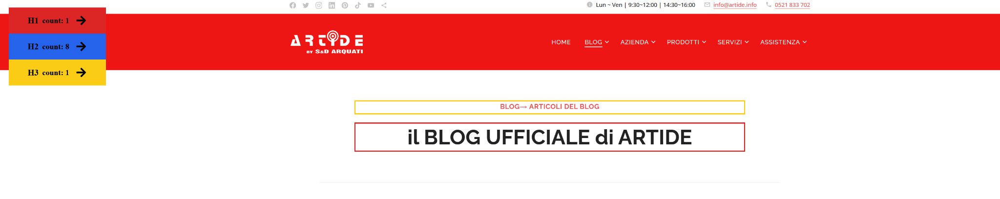 Lun ~ Ven | 9:30~12:00 | 14:30~16:00 info@artide.info 0521 833 702
H1 count: 1
H2 count: 8
H3 count: 1
ARTIDE
BY S&D ARQUATI
HOME BLOG AZIENDA PRODOTTI SERVIZI ASSISTENZA
BLOG→ ARTICOLI DEL BLOG
il BLOG UFFICIALE di ARTIDE